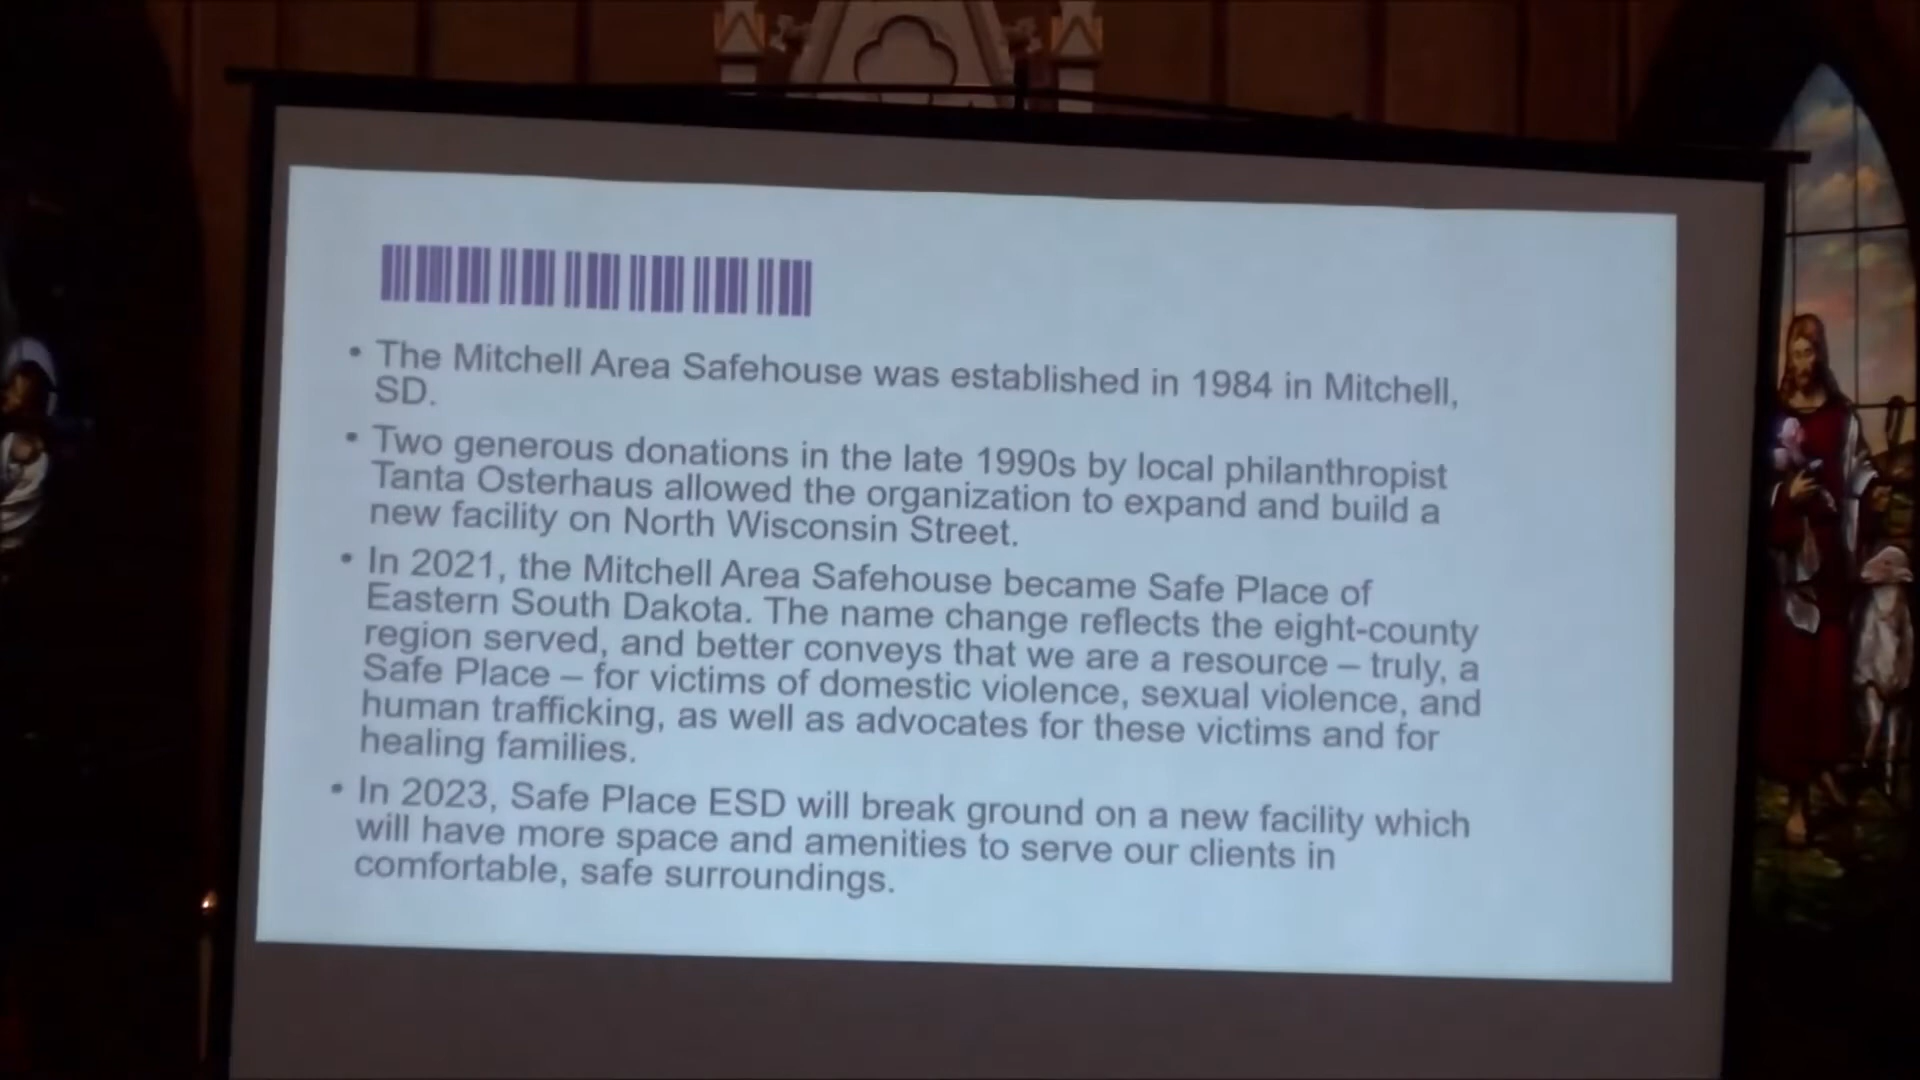 • The Mitchell Area Safehouse was established in 1984 in Mitchell,
SD.
• Two generous donations in the late 1990s by local philanthropist
Tanta Osterhaus allowed the organization to expand and build a
new facility on North Wisconsin Street.
• In 2021, the Mitchell Area Safehouse became Safe Place of
Eastern South Dakota. The name change reflects the eight-county
region served, and better conveys that we are a resource – truly, a
Safe Place – for victims of domestic violence, sexual violence, and
human trafficking, as well as advocates for these victims and for
healing families.
• In 2023, Safe Place ESD will break ground on a new facility which
will have more space and amenities to serve our clients in
comfortable, safe surroundings.